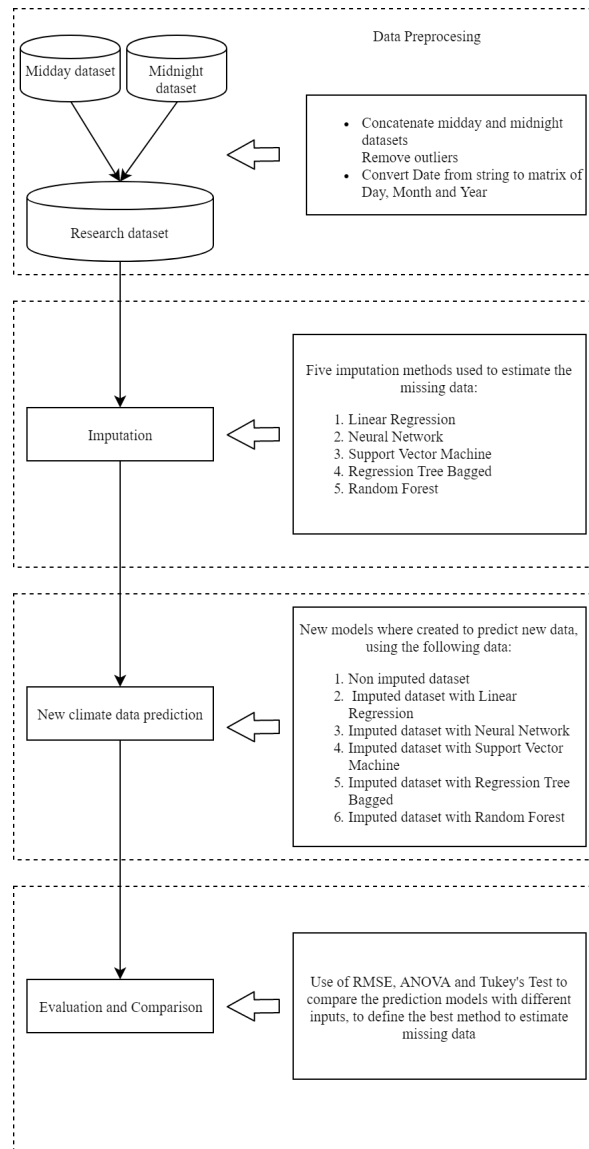 Data Preprocesing
Midday dataset
Midnight
dataset
• Concatenate midday and midnight
datasets
Remove outliers
• Convert Date from string to matrix of
Day, Month and Year
Research dataset
Five imputation methods used to estimate the
missing data:
1. Linear Regression
2. Neural Network
3. Support Vector Machine
4. Regression Tree Bagged
5. Random Forest
Imputation
New models where created to predict new data,
using the following data:
1. Non imputed dataset
2. Imputed dataset with Linear
Regression
3. Imputed dataset with Neural Network
4. Imputed dataset with Support Vector
Machine
5. Imputed dataset with Regression Tree
Bagged
6. Imputed dataset with Random Forest
New climate data prediction
Use of RMSE, ANOVA and Tukey's Test to
compare the prediction models with different
inputs, to define the best method to estimate
missing data
Evaluation and Comparison